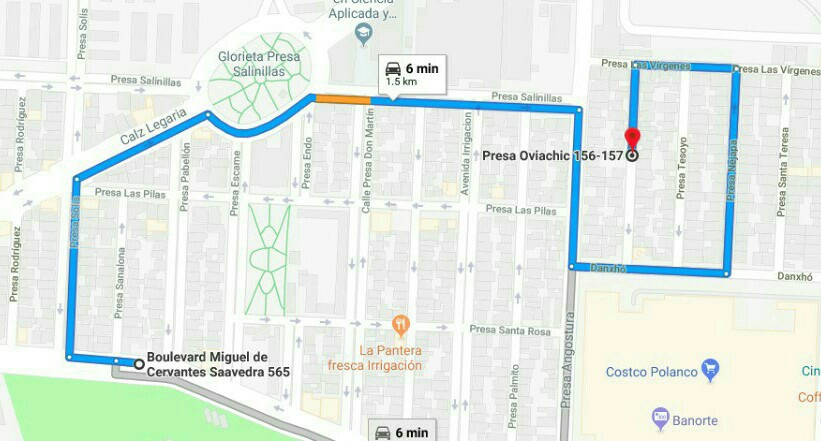 en Ciencia
Aplicada y...
Presa Solís
Glorieta Presa
Salinillas
6 min
1.5 km
Presa Salinillas
Presa Salinillas
Presa Las Vírgenes
Presa Las Vírgenes
Presa Rodríguez
Calz Legaria
Presa Pabellón
Presa Escame
Presa Endo
Calle Presa Don Martín
Avenida Irrigación
Presa Oviachic 156-157
Presa Tesoyo
Presa Nejapa
Presa Santa Teresa
Presa Las Pilas
Presa Las Pilas
Presa Solís
Presa Rodríguez
Presa Sanalona
Danxhó
Danxhó
Presa Santa Rosa
La Pantera
fresca Irrigación
Presa Palmito
Presa Angostura
Boulevard Miguel de
Cervantes Saavedra 565
Costco Polanco
Cin
Coff
Banorte
6 min